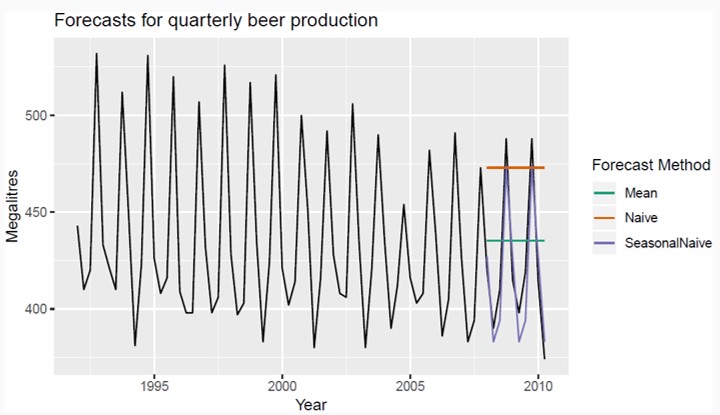 Forecasts for quarterly beer production
500
450
400
Megalitres
1995 2000 2005 2010
Year
Forecast Method
Mean
Naive
SeasonalNaive